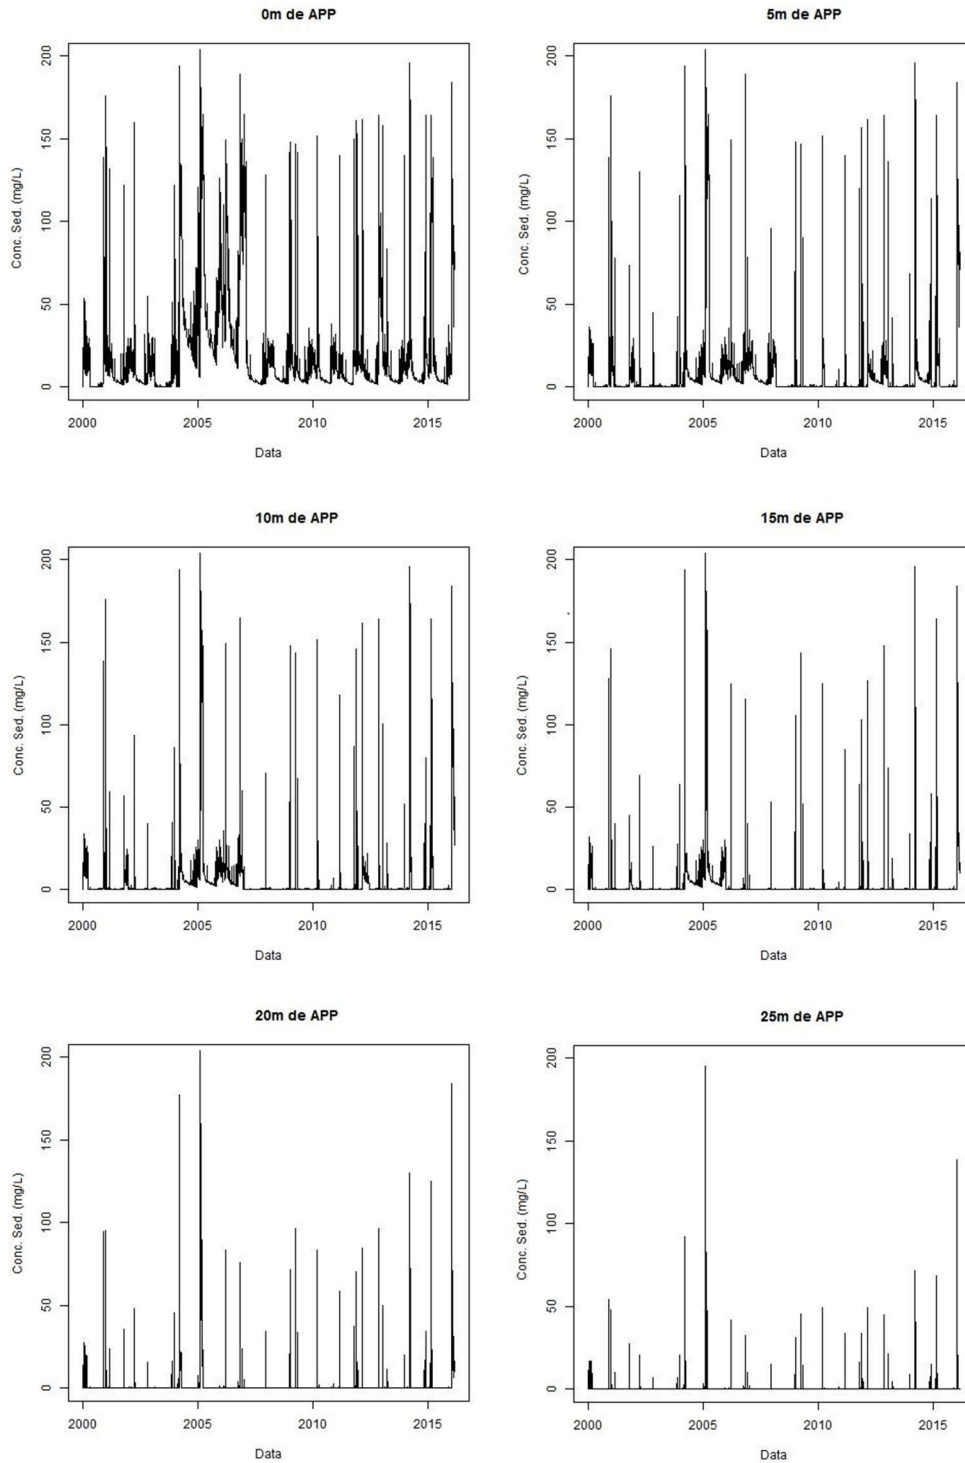 0m de APP
Conc. Sed. (mg/L)
200
150
100
50
0
2000 2005 2010 2015
Data
5m de APP
Conc. Sed. (mg/L)
200
150
100
50
0
2000 2005 2010 2015
Data
10m de APP
Conc. Sed. (mg/L)
200
150
100
50
0
2000 2005 2010 2015
Data
15m de APP
Conc. Sed. (mg/L)
200
150
100
50
0
2000 2005 2010 2015
Data
20m de APP
Conc. Sed. (mg/L)
200
150
100
50
0
2000 2005 2010 2015
Data
25m de APP
Conc. Sed. (mg/L)
200
150
100
50
0
2000 2005 2010 2015
Data